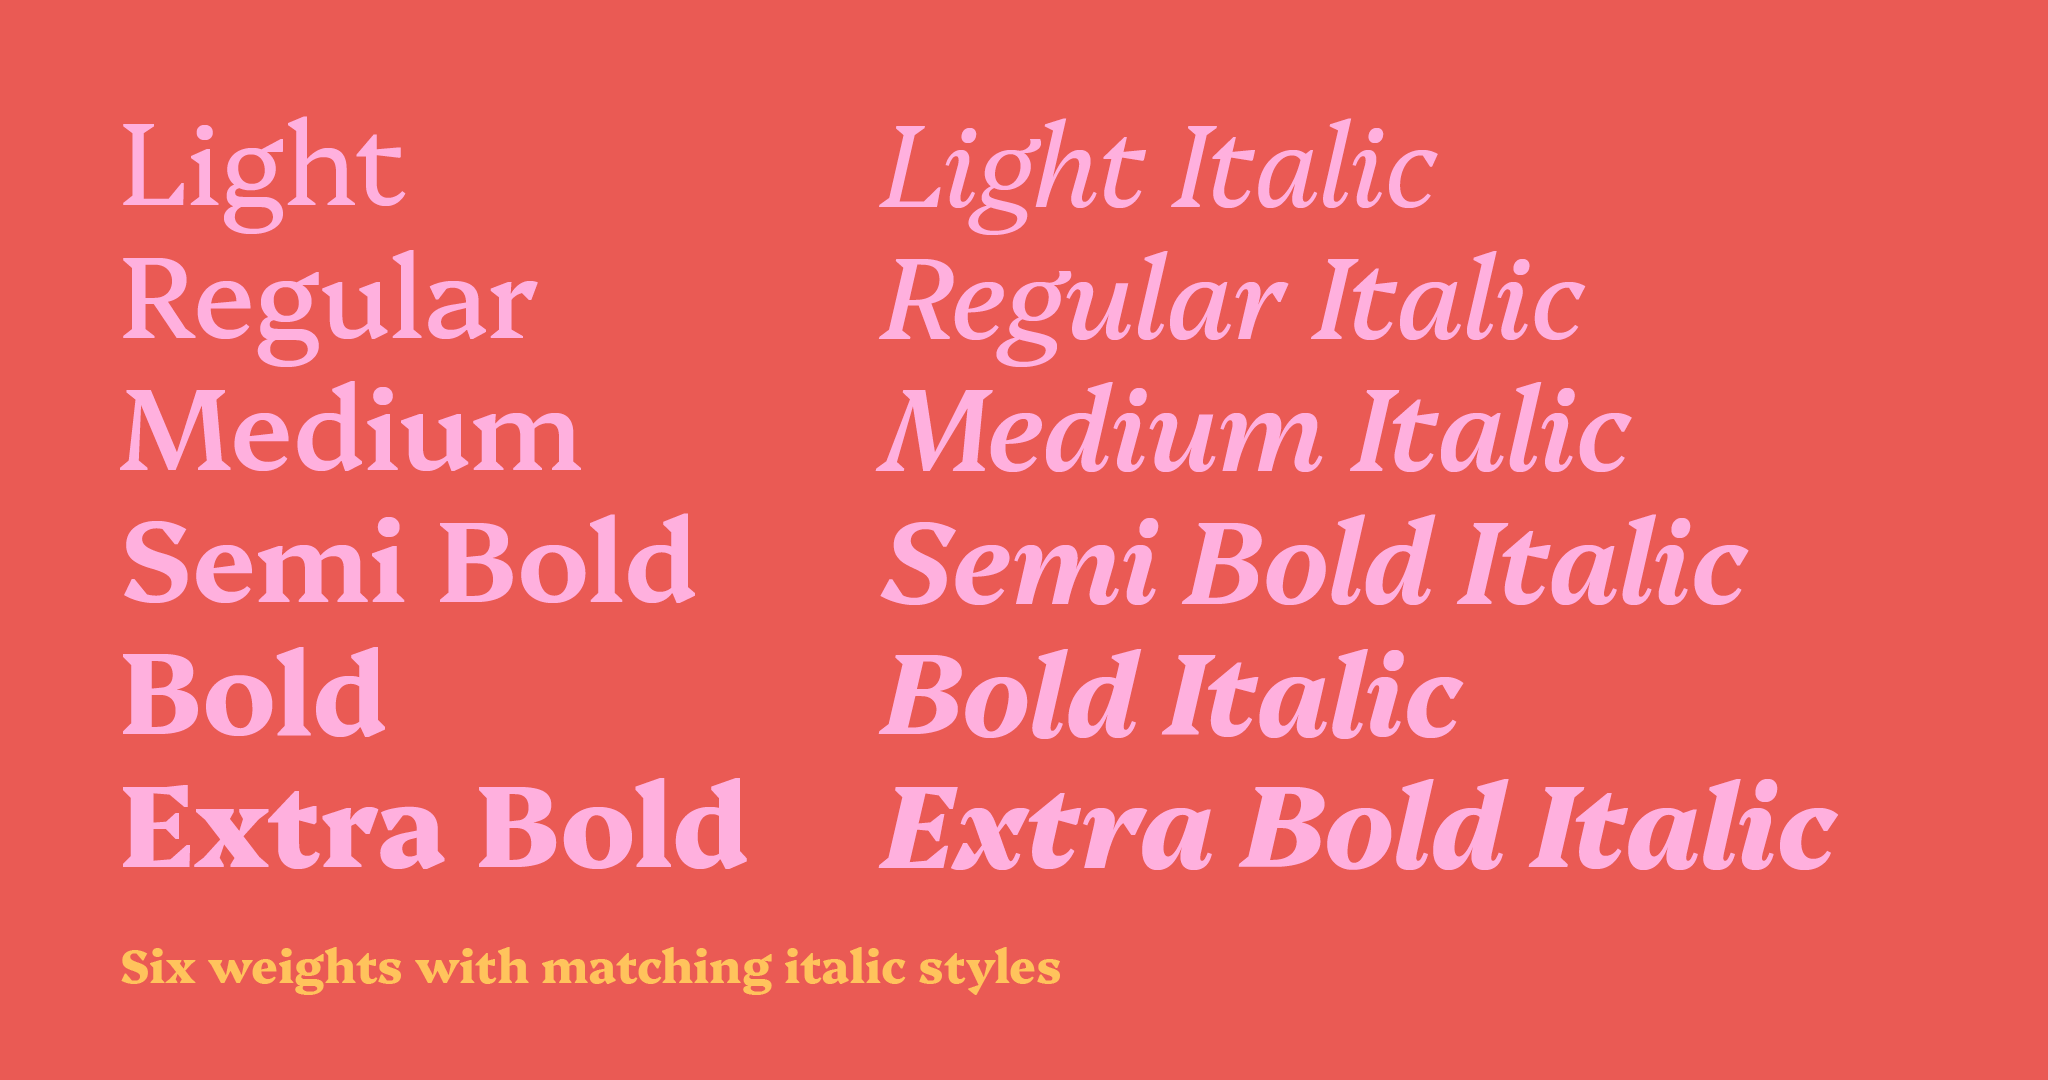 Light
Regular
Medium
Semi Bold
Bold
Extra Bold
Light Italic
Regular Italic
Medium Italic
Semi Bold Italic
Bold Italic
Extra Bold Italic
Six weights with matching italic styles